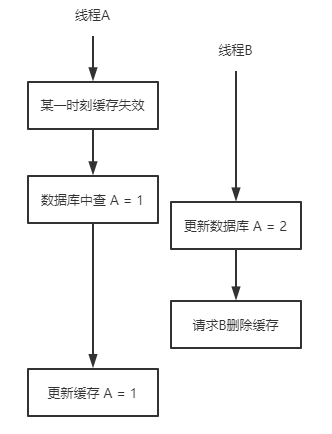 线程A
线程B
某一时刻缓存失效
数据库中查 A = 1
更新数据库 A = 2
请求B删除缓存
更新缓存 A = 1